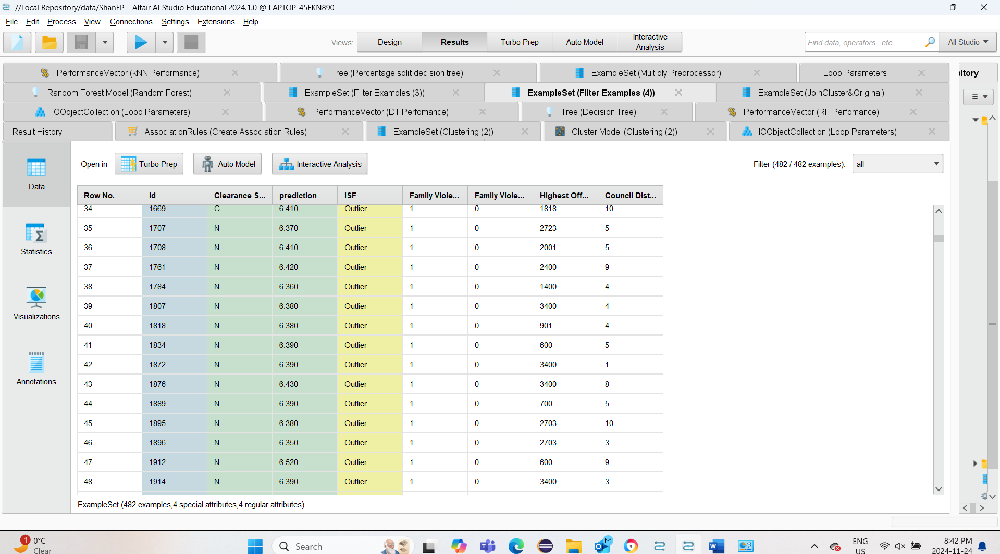 //Local Repository/data/ShanFP – Altair AI Studio Educational 2024.1.0 @ LAPTOP-45FKN890
File Edit Process View Connections Settings Extensions Help
Views: Design Results Turbo Prep Auto Model Interactive Analysis Find data, operators...etc All Studio
PerformanceVector (kNN Performance) Tree (Percentage split decision tree) ExampleSet (Multiply Preprocessor) Loop Parameters sitory
Random Forest Model (Random Forest) ExampleSet (Filter Examples (3)) ExampleSet (Filter Examples (4)) ExampleSet (JoinCluster&Original)
IOObjectCollection (Loop Parameters) PerformanceVector (DT Perfomance) Tree (Decision Tree) PerformanceVector (RF Perfomance)
Result History AssociationRules (Create Association Rules) ExampleSet (Clustering (2)) Cluster Model (Clustering (2)) IOObjectCollection (Loop Parameters)
Open in Turbo Prep Auto Model Interactive Analysis Filter (482 / 482 examples): all
Data
Statistics
Visualizations
Annotations
Row No. id Clearance S... prediction ISF Family Viole... Family Viole... Highest Off... Council Dist...
34 1669 C 6.410 Outlier 1 0 1818 10
35 1707 N 6.370 Outlier 1 0 2723 5
36 1708 N 6.410 Outlier 1 0 2001 5
37 1761 N 6.420 Outlier 1 0 2400 9
38 1784 N 6.360 Outlier 1 0 1400 4
39 1807 N 6.380 Outlier 1 0 3400 4
40 1818 N 6.380 Outlier 1 0 901 4
41 1834 N 6.390 Outlier 1 0 600 5
42 1872 N 6.390 Outlier 1 0 3400 1
43 1876 N 6.430 Outlier 1 0 3400 8
44 1889 N 6.390 Outlier 1 0 700 5
45 1895 N 6.380 Outlier 1 0 2703 10
46 1896 N 6.350 Outlier 1 0 2703 3
47 1912 N 6.520 Outlier 1 0 600 9
48 1914 N 6.390 Outlier 1 0 3400 3
ExampleSet (482 examples,4 special attributes,4 regular attributes)
1 0°C
Clear
Search
ENG
US
8:42 PM
2024-11-24